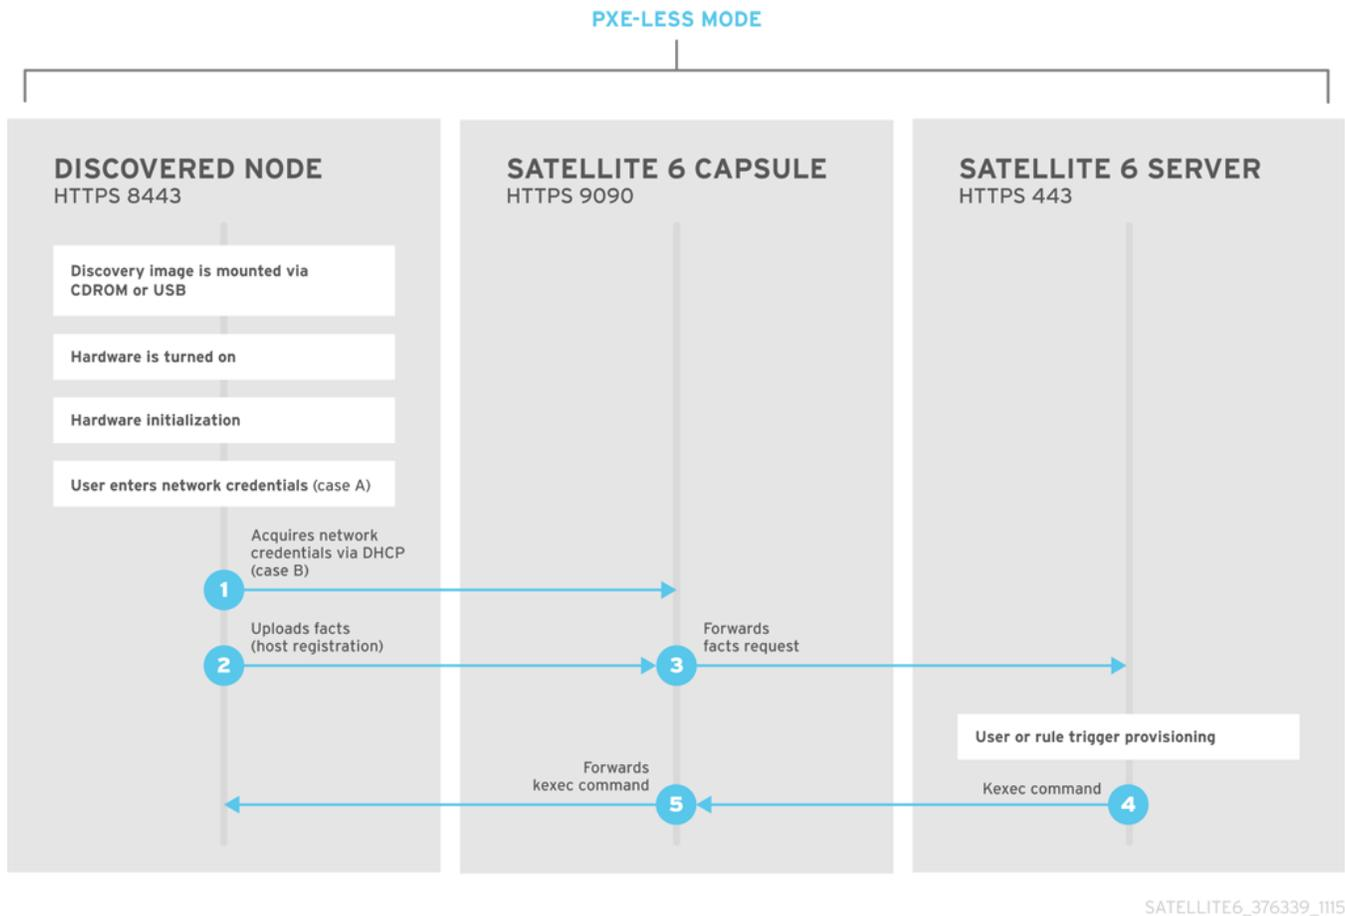 PXE-LESS MODE
DISCOVERED NODE
HTTPS 8443
Discovery image is mounted via
CDROM or USB
Hardware is turned on
Hardware initialization
User enters network credentials (case A)
Acquires network
credentials via DHCP
(case B)
1
Uploads facts
(host registration)
2
SATELLITE 6 CAPSULE
HTTPS 9090
Forwards
facts request
3
Forwards
kexec command
5
SATELLITE 6 SERVER
HTTPS 443
User or rule trigger provisioning
Kexec command
4
SATELLITE6_376339_1115